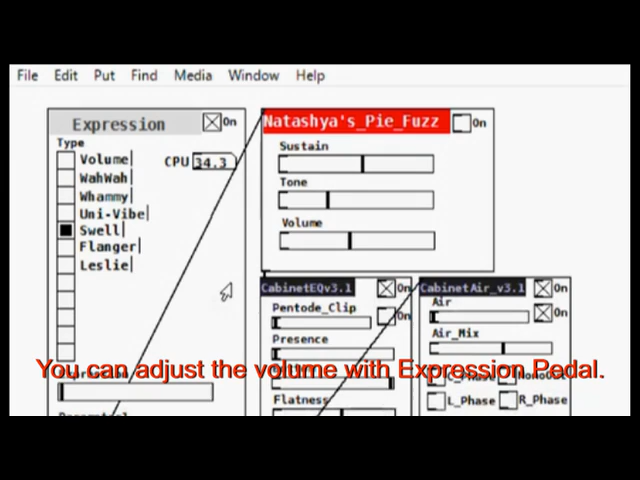 File Edit Put Find Media Window Help
Expression On
Natashya's_Pie_Fuzz On
Type
Volume CPU 34.3
WahWah
Whammy
Uni-Vibe
Swell
Flanger
Leslie
Sustain
Tone
Volume
CabinetEQv3.1 On
CabinetAir_v3.1 On
Pentode_Clip On
Air On
Presence
Air_Mix
You can adjust the volume with Expression Pedal.
Flatness
L_Phase R_Phase